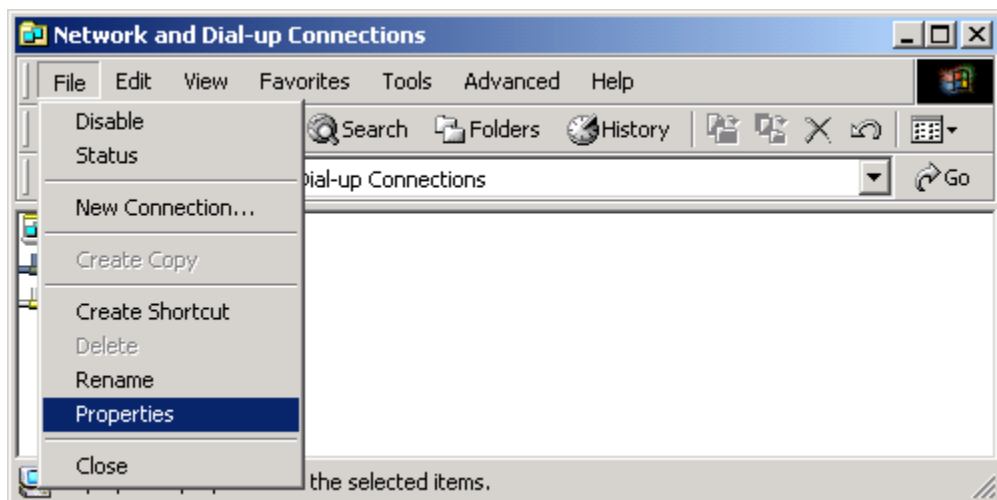 Network and Dial-up Connections
File Edit View Favorites Tools Advanced Help
Disable
Search Folders History
Status
Dial-up Connections Go
New Connection...
Create Copy
Create Shortcut
Delete
Rename
Properties
Close
the selected items.